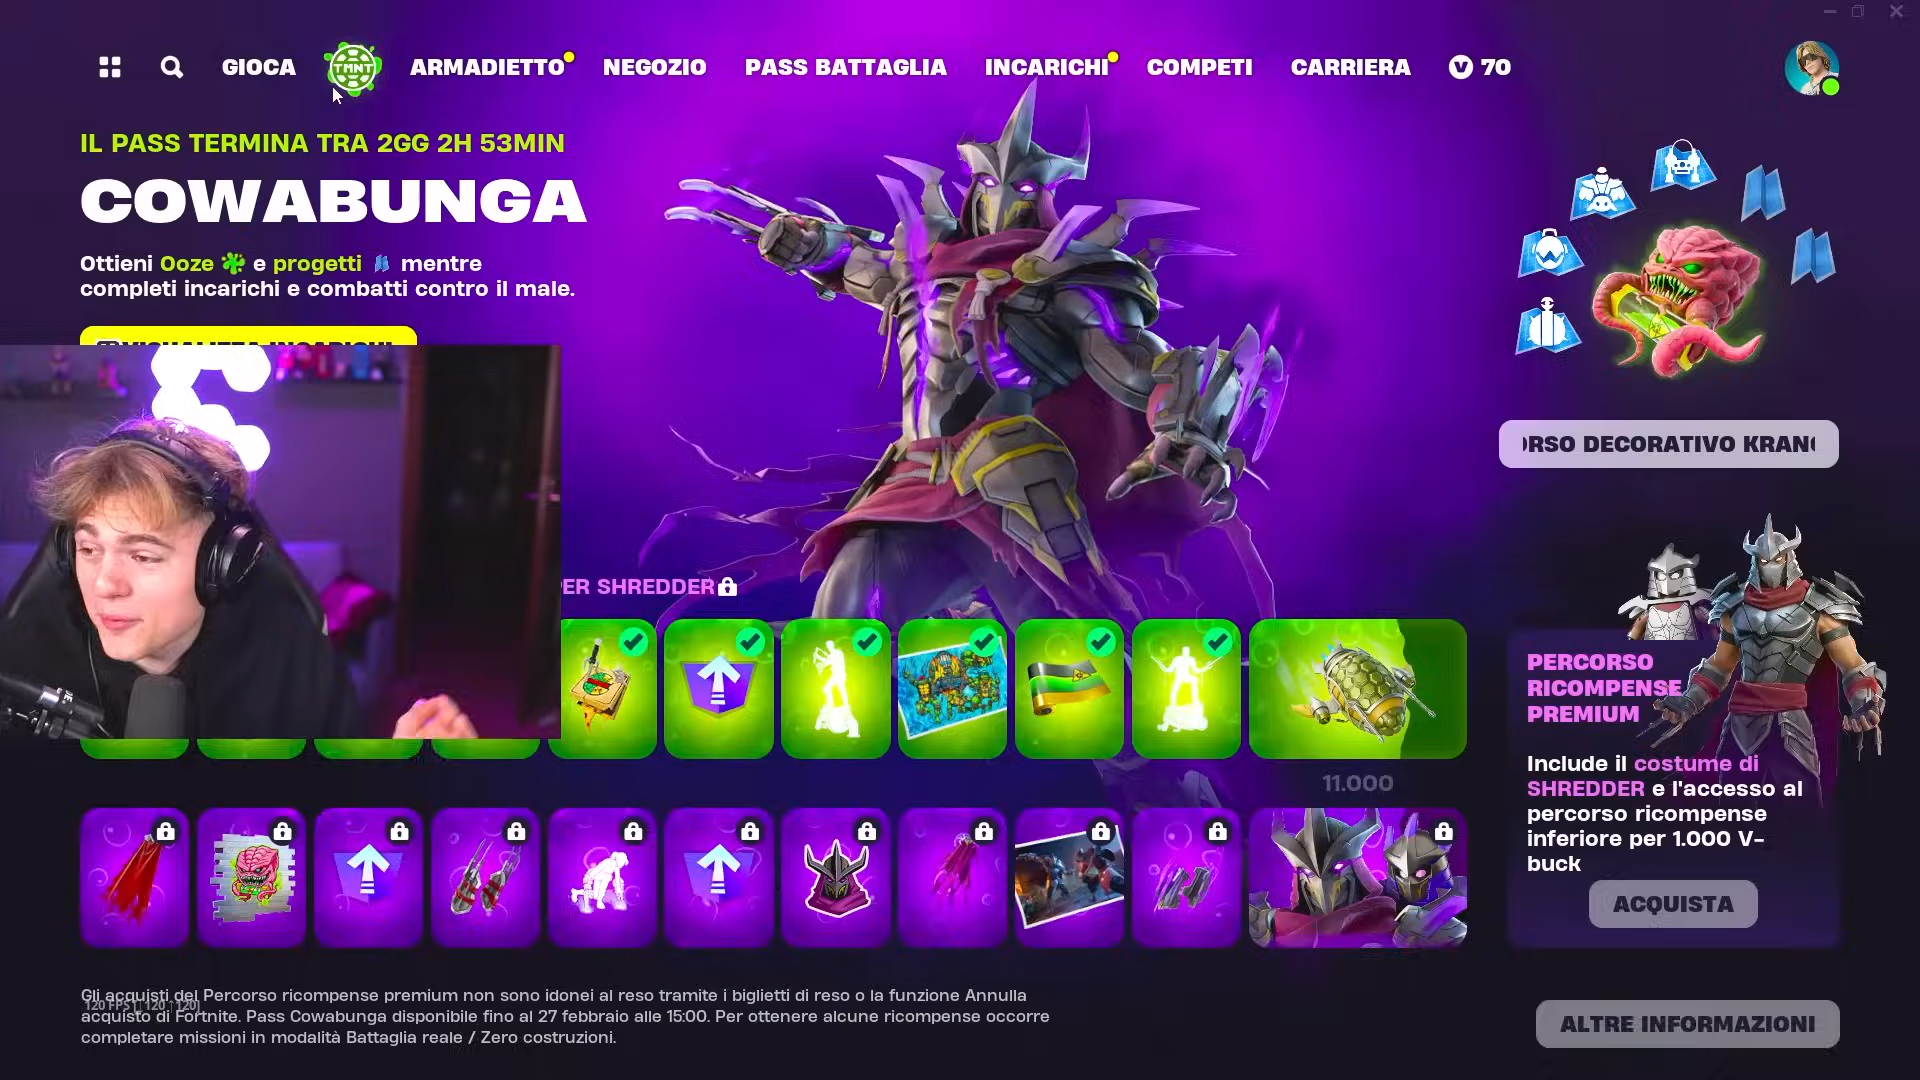 GIOCA
TMNT
ARMADIETTO
NEGOZIO
PASS BATTAGLIA
INCARICHI
COMPETI
CARRIERA
70
IL PASS TERMINA TRA 2GG 2H 53MIN
COWABUNGA
Ottieni Ooze e progetti mentre
completi incarichi e combatti contro il male.
VISUALIZZA INCARICHI
ORSO DECORATIVO KRANG
ER SHREDDER
11.000
PERCORSO
RICOMPENSE
PREMIUM
Include il costume di
SHREDDER e l'accesso al
percorso ricompense
inferiore per 1.000 V-
buck
ACQUISTA
Gli acquisti del Percorso ricompense premium non sono idonei al reso tramite i biglietti di reso o la funzione Annulla
acquisto di Fortnite. Pass Cowabunga disponibile fino al 27 febbraio alle 15:00. Per ottenere alcune ricompense occorre
completare missioni in modalità Battaglia reale / Zero costruzioni.
ALTRE INFORMAZIONI